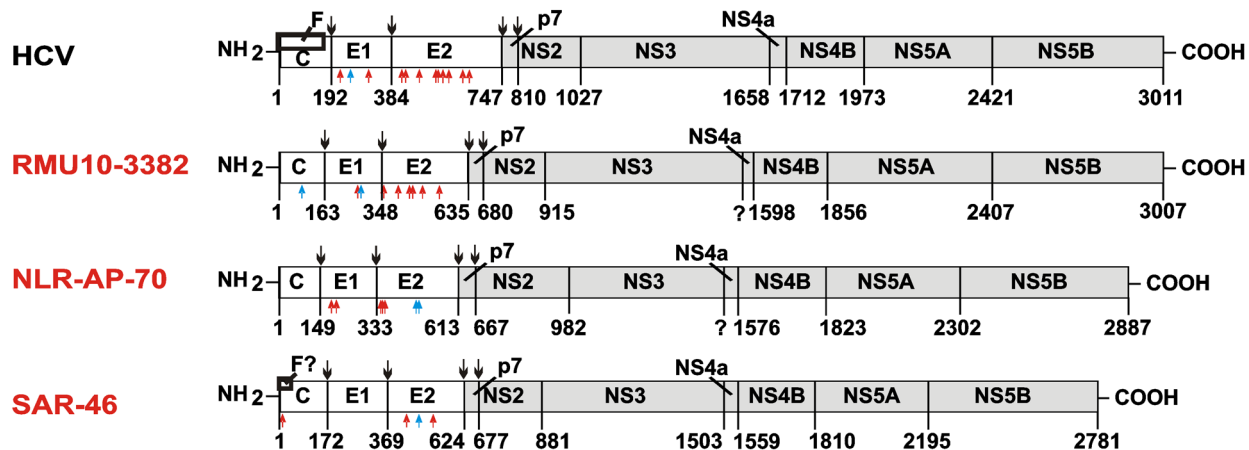 F p7 NS4a
HCV NH2 C E1 E2 NS2 NS3 NS4B NS5A NS5B COOH
1 192 384 747 810 1027 1658 1712 1973 2421 3011
p7 NS4a
RMU10-3382 NH2 C E1 E2 NS2 NS3 NS4B NS5A NS5B COOH
1 163 348 635 680 915 ? 1598 1856 2407 3007
p7 NS4a
NLR-AP-70 NH2 C E1 E2 NS2 NS3 NS4B NS5A NS5B COOH
1 149 333 613 667 982 ? 1576 1823 2302 2887
F? p7 NS4a
SAR-46 NH2 C E1 E2 NS2 NS3 NS4B NS5A NS5B COOH
1 172 369 624 677 881 1503 1559 1810 2195 2781